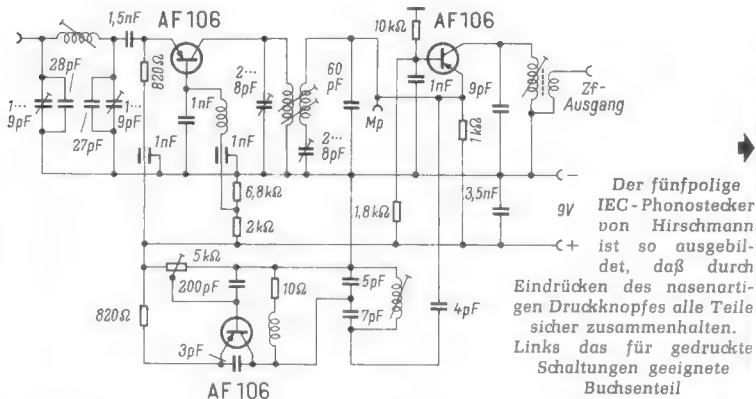 1,5nF
AF106
10kΩ
AF106
28pF
820Ω
2...
8pF
60
pF
1nF
9pF
Zf-
Ausgang
1...
9pF
1...
9pF
27pF
1nF
Mp
1nF
1nF
2...
8pF
1kΩ
6,8kΩ
2kΩ
1,8kΩ
3,5nF
−
9V
+
5kΩ
200pF
10Ω
5pF
7pF
4pF
820Ω
3pF
AF106
Der fünfpolige
IEC-Phonostecker
von Hirschmann
ist so ausgebil-
det, daß durch
Eindrücken des nasenarti-
gen Druckknopfes alle Teile
sicher zusammenhalten.
Links das für gedruckte
Schaltungen geeignete
Buchsenteil